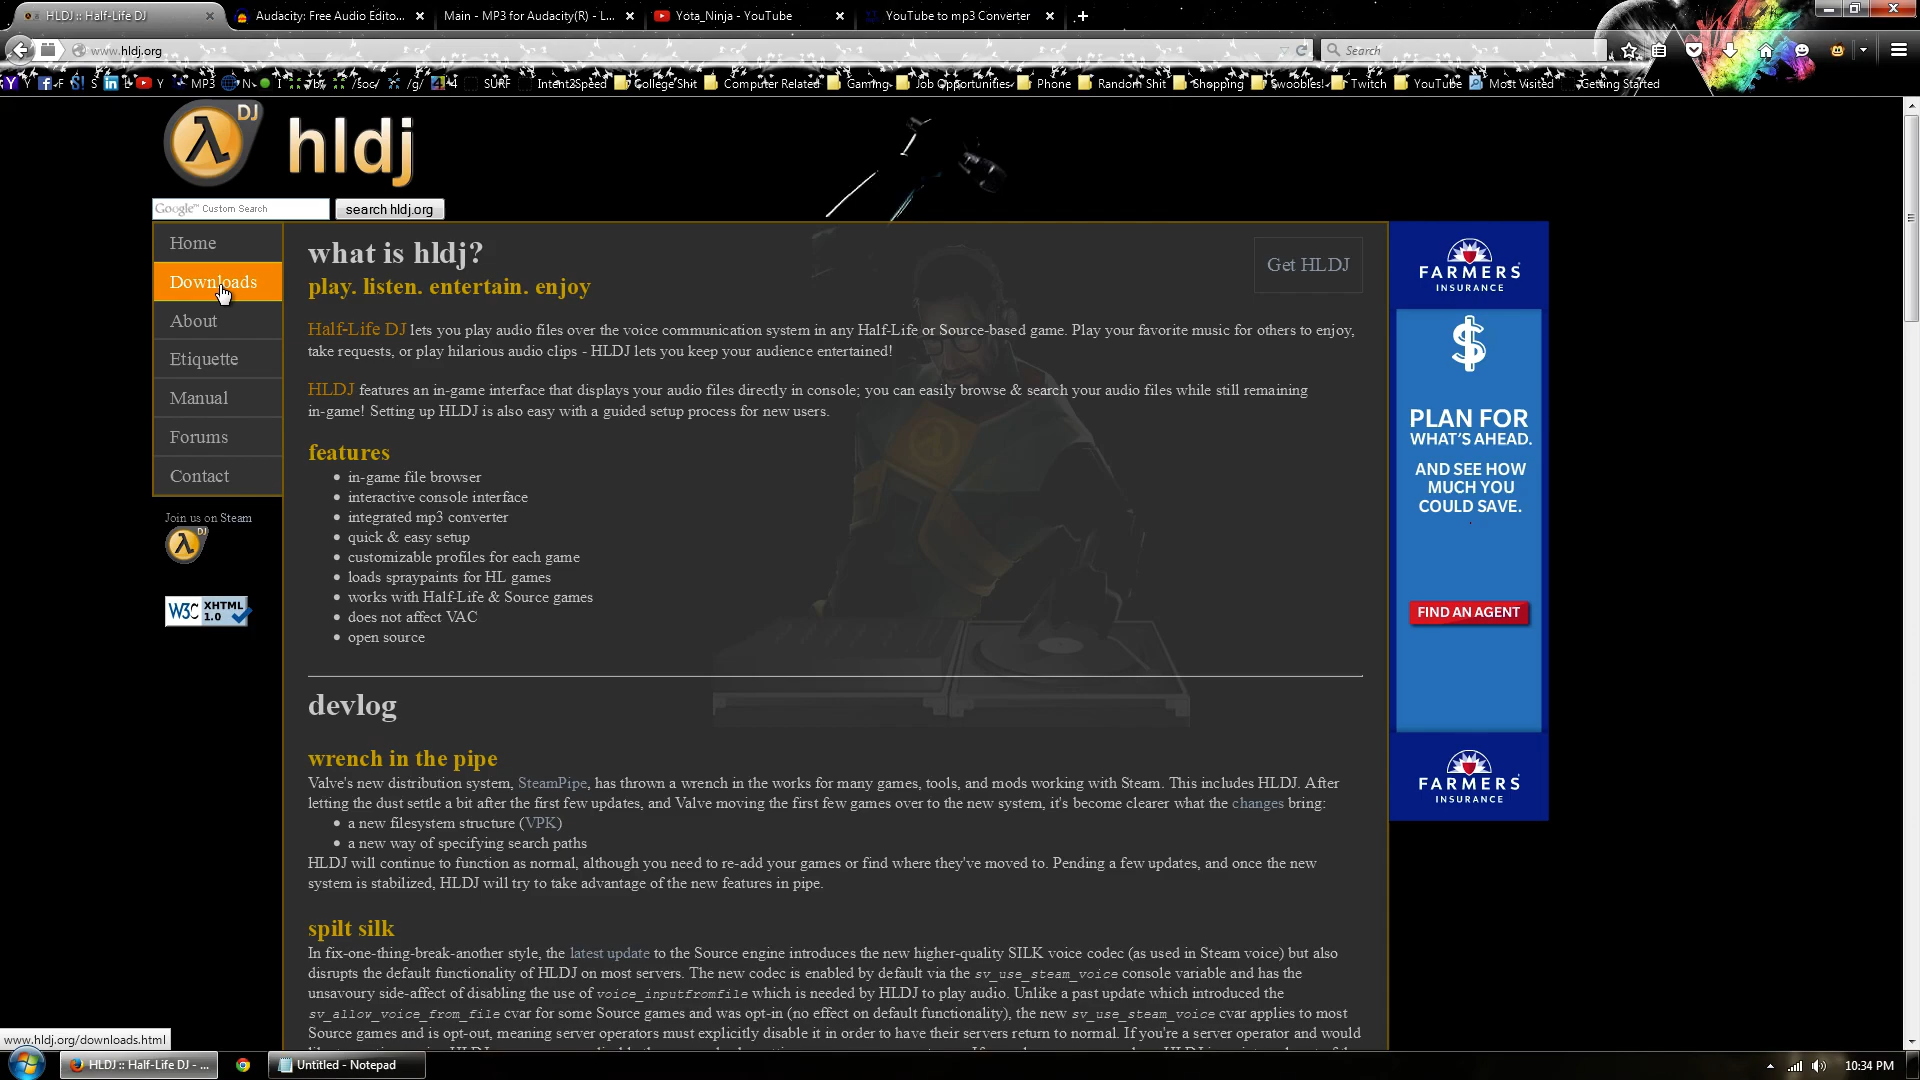 HLDJ :: Half-Life DJ
Audacity: Free Audio Edito...
Main - MP3 for Audacity(R) - L...
Yota_Ninja - YouTube
YouTube to mp3 Converter
www.hldj.org
Search
Y F S Y MP3 N I 7b /soc/ /g/ 4 SURF Intent2Speed College Shit Computer Related Gaming Job Opportunities Phone Random Shit Shopping Swoobles! Twitch YouTube Most Visited Getting Started
DJ
hldj
Google™ Custom Search
search hldj.org
Home
Downloads
About
Etiquette
Manual
Forums
Contact
Join us on Steam
DJ
W3C XHTML 1.0
what is hldj?
Get HLDJ
play. listen. entertain. enjoy
Half-Life DJ lets you play audio files over the voice communication system in any Half-Life or Source-based game. Play your favorite music for others to enjoy,
take requests, or play hilarious audio clips - HLDJ lets you keep your audience entertained!
HLDJ features an in-game interface that displays your audio files directly in console; you can easily browse & search your audio files while still remaining
in-game! Setting up HLDJ is also easy with a guided setup process for new users.
features
in-game file browser
interactive console interface
integrated mp3 converter
quick & easy setup
customizable profiles for each game
loads spraypaints for HL games
works with Half-Life & Source games
does not affect VAC
open source
devlog
wrench in the pipe
Valve's new distribution system, SteamPipe, has thrown a wrench in the works for many games, tools, and mods working with Steam. This includes HLDJ. After
letting the dust settle a bit after the first few updates, and Valve moving the first few games over to the new system, it's become clearer what the changes bring:
a new filesystem structure (VPK)
a new way of specifying search paths
HLDJ will continue to function as normal, although you need to re-add your games or find where they've moved to. Pending a few updates, and once the new
system is stabilized, HLDJ will try to take advantage of the new features in pipe.
spilt silk
In fix-one-thing-break-another style, the latest update to the Source engine introduces the new higher-quality SILK voice codec (as used in Steam voice) but also
disrupts the default functionality of HLDJ on most servers. The new codec is enabled by default via the sv_use_steam_voice console variable and has the
unsavoury side-affect of disabling the use of voice_inputfromfile which is needed by HLDJ to play audio. Unlike a past update which introduced the
sv_allow_voice_from_file cvar for some Source games and was opt-in (no effect on default functionality), the new sv_use_steam_voice cvar applies to most
Source games and is opt-out, meaning server operators must explicitly disable it in order to have their servers return to normal. If you're a server operator and would
FARMERS
INSURANCE
$
PLAN FOR
WHAT'S AHEAD.
AND SEE HOW
MUCH YOU
COULD SAVE.
FIND AN AGENT
FARMERS
INSURANCE
www.hldj.org/downloads.html
HLDJ :: Half-Life DJ - ...
Untitled - Notepad
10:34 PM